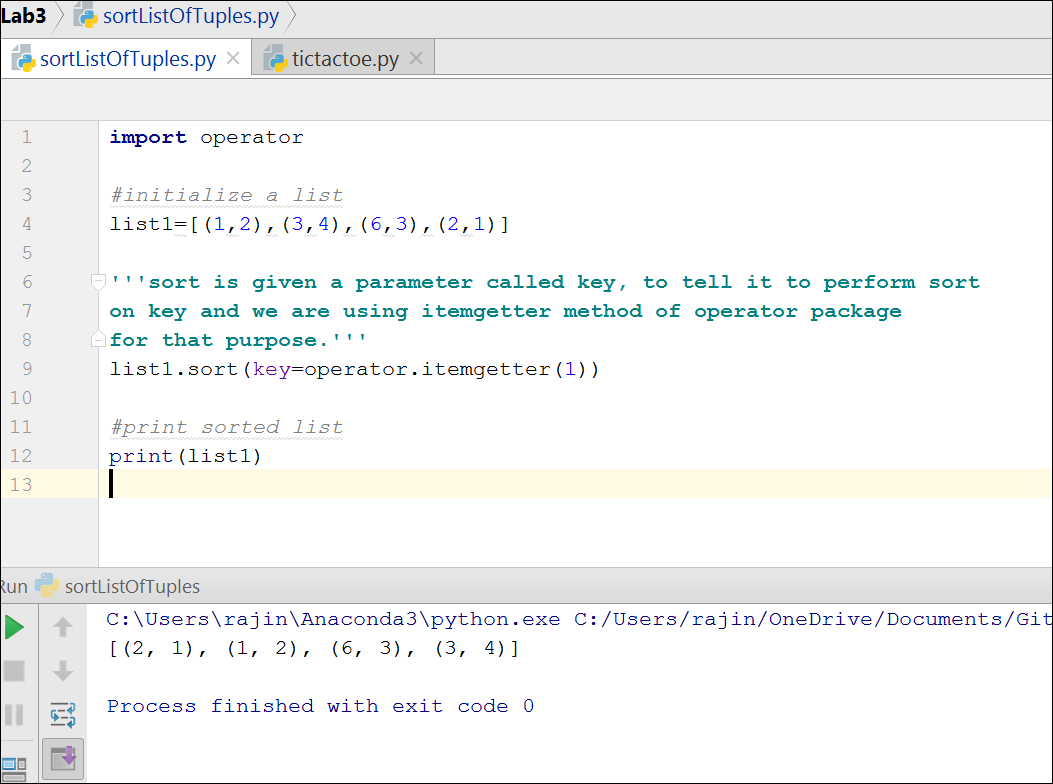 Lab3 sortListOfTuples.py
sortListOfTuples.py tictactoe.py
1 import operator
2
3 #initialize a list
4 list1=[(1,2),(3,4),(6,3),(2,1)]
5
6 '''sort is given a parameter called key, to tell it to perform sort
7 on key and we are using itemgetter method of operator package
8 for that purpose.'''
9 list1.sort(key=operator.itemgetter(1))
10
11 #print sorted list
12 print(list1)
13
Run sortListOfTuples
C:\Users\rajin\Anaconda3\python.exe C:/Users/rajin/OneDrive/Documents/Git
[(2, 1), (1, 2), (6, 3), (3, 4)]
Process finished with exit code 0